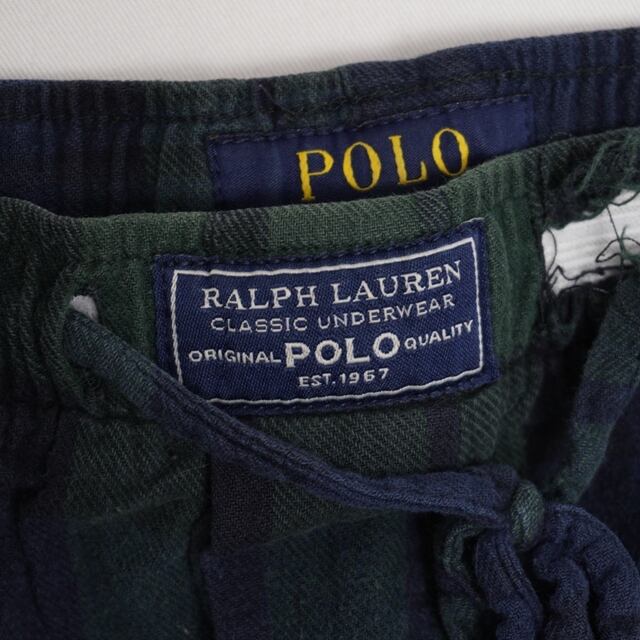 POLO
RALPH LAUREN
CLASSIC UNDERWEAR
ORIGINAL POLO QUALITY
EST. 1967